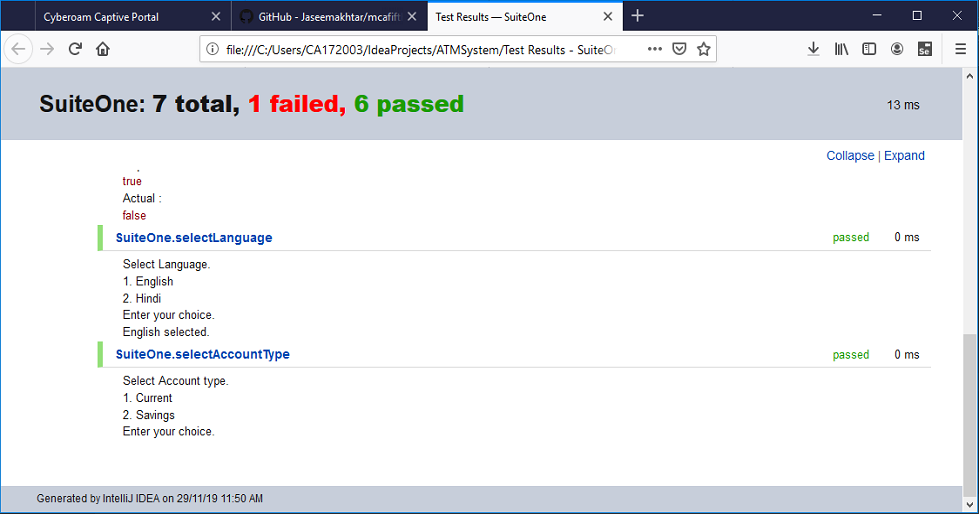 Cyberoam Captive Portal
GitHub - Jaseemakhtar/mcafift
Test Results — SuiteOne
file:///C:/Users/CA172003/IdeaProjects/ATMSystem/Test Results - SuiteO
Se
SuiteOne: 7 total, 1 failed, 6 passed
13 ms
Collapse | Expand
true
Actual :
false
SuiteOne.selectLanguage passed 0 ms
Select Language.
1. English
2. Hindi
Enter your choice.
English selected.
SuiteOne.selectAccountType passed 0 ms
Select Account type.
1. Current
2. Savings
Enter your choice.
Generated by IntelliJ IDEA on 29/11/19 11:50 AM